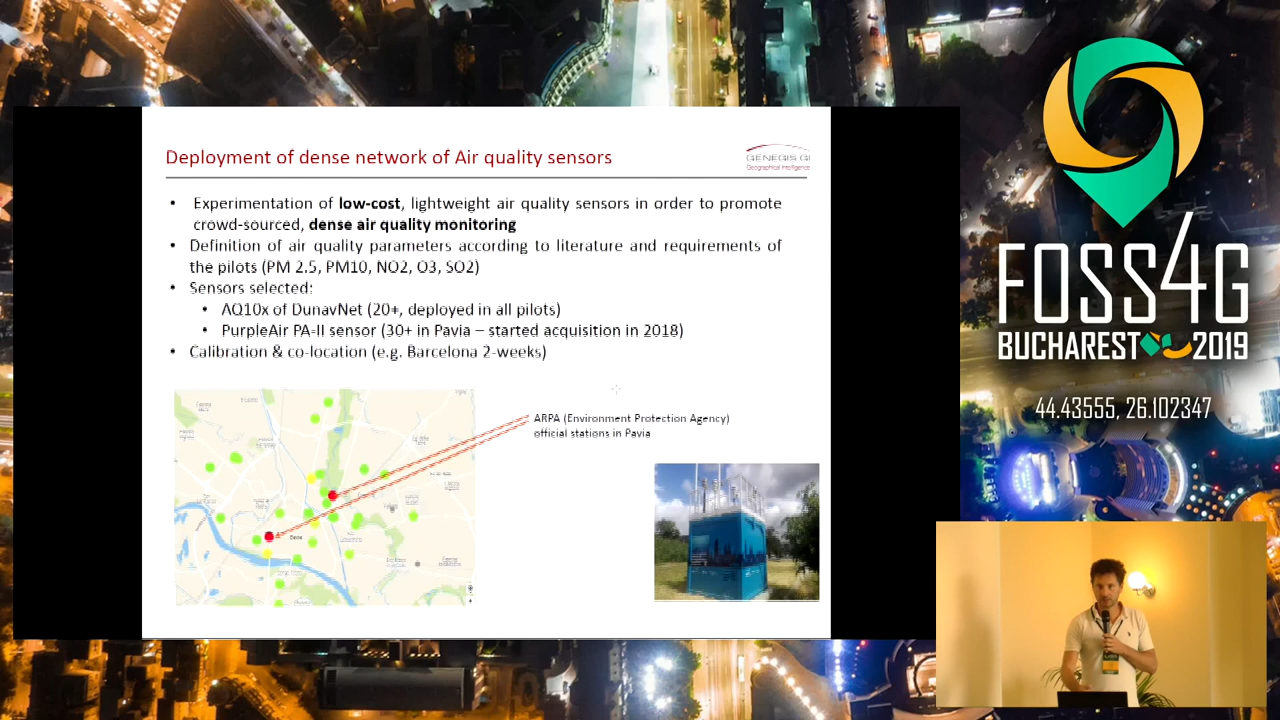 Deployment of dense network of Air quality sensors
GENEGIS GI
Geographical Intelligence
• Experimentation of low-cost, lightweight air quality sensors in order to promote
crowd-sourced, dense air quality monitoring
• Definition of air quality parameters according to literature and requirements of
the pilots (PM 2.5, PM10, NO2, O3, SO2)
• Sensors selected:
• AQ10x of DunavNet (20+, deployed in all pilots)
• PurpleAir PA-II sensor (30+ in Pavia – started acquisition in 2018)
• Calibration & co-location (e.g. Barcelona 2-weeks)
ARPA (Environment Protection Agency)
official stations in Pavia
FOSS4G
BUCHAREST 2019
44.43555, 26.102347